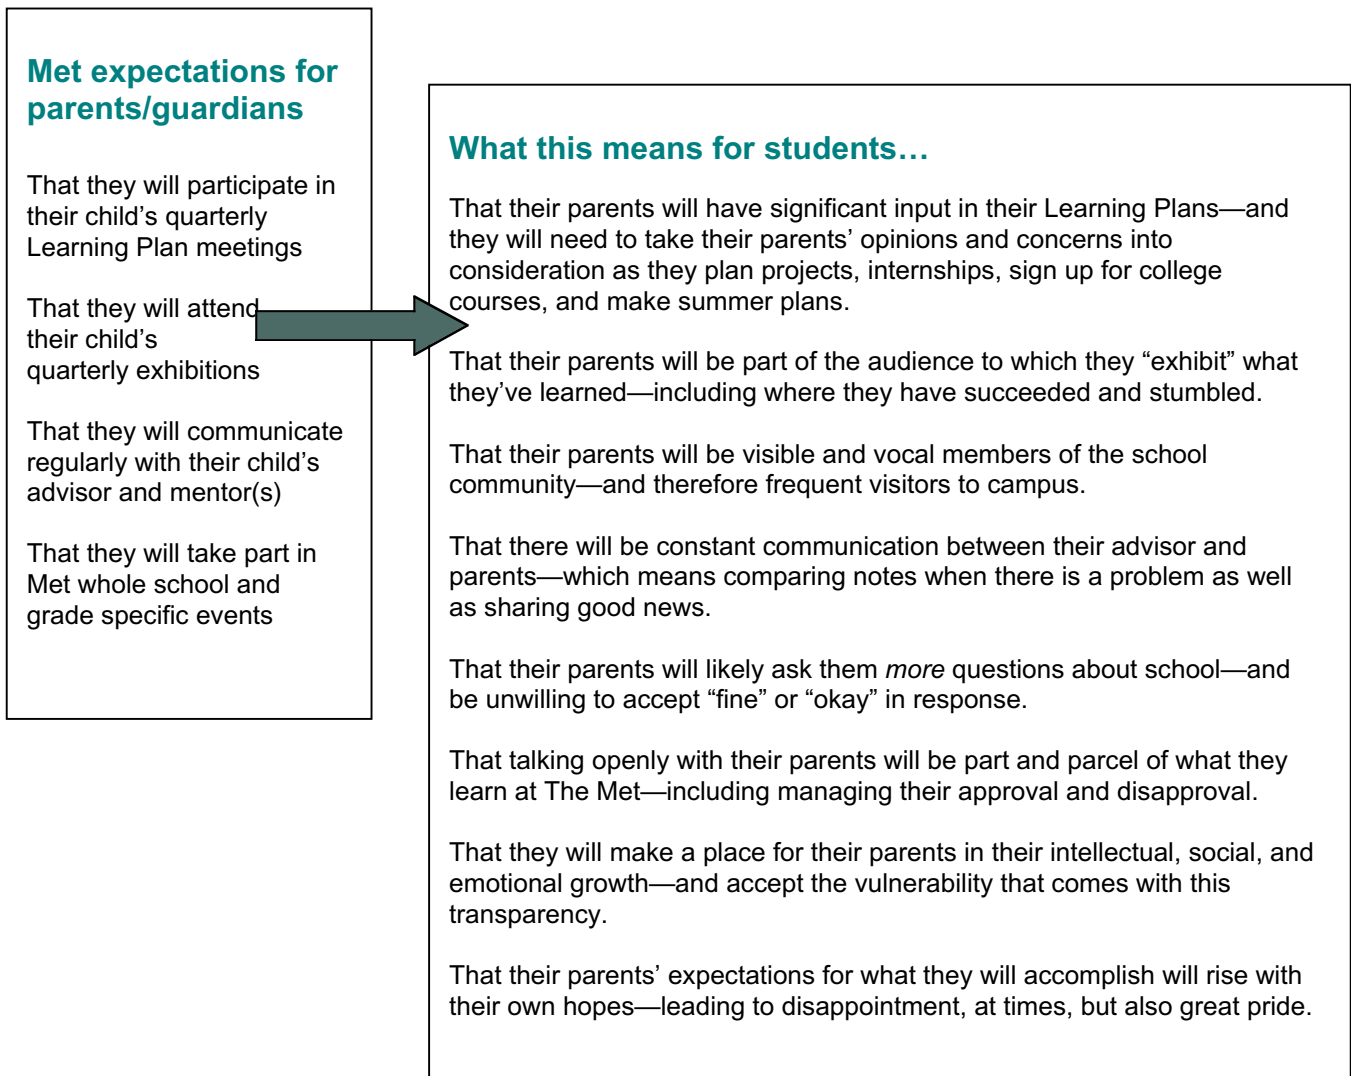 Met expectations for
parents/guardians
That they will participate in
their child’s quarterly
Learning Plan meetings
That they will attend
their child’s
quarterly exhibitions
That they will communicate
regularly with their child’s
advisor and mentor(s)
That they will take part in
Met whole school and
grade specific events
What this means for students…
That their parents will have significant input in their Learning Plans—and
they will need to take their parents’ opinions and concerns into
consideration as they plan projects, internships, sign up for college
courses, and make summer plans.
That their parents will be part of the audience to which they “exhibit” what
they’ve learned—including where they have succeeded and stumbled.
That their parents will be visible and vocal members of the school
community—and therefore frequent visitors to campus.
That there will be constant communication between their advisor and
parents—which means comparing notes when there is a problem as well
as sharing good news.
That their parents will likely ask them more questions about school—and
be unwilling to accept “fine” or “okay” in response.
That talking openly with their parents will be part and parcel of what they
learn at The Met—including managing their approval and disapproval.
That they will make a place for their parents in their intellectual, social, and
emotional growth—and accept the vulnerability that comes with this
transparency.
That their parents’ expectations for what they will accomplish will rise with
their own hopes—leading to disappointment, at times, but also great pride.